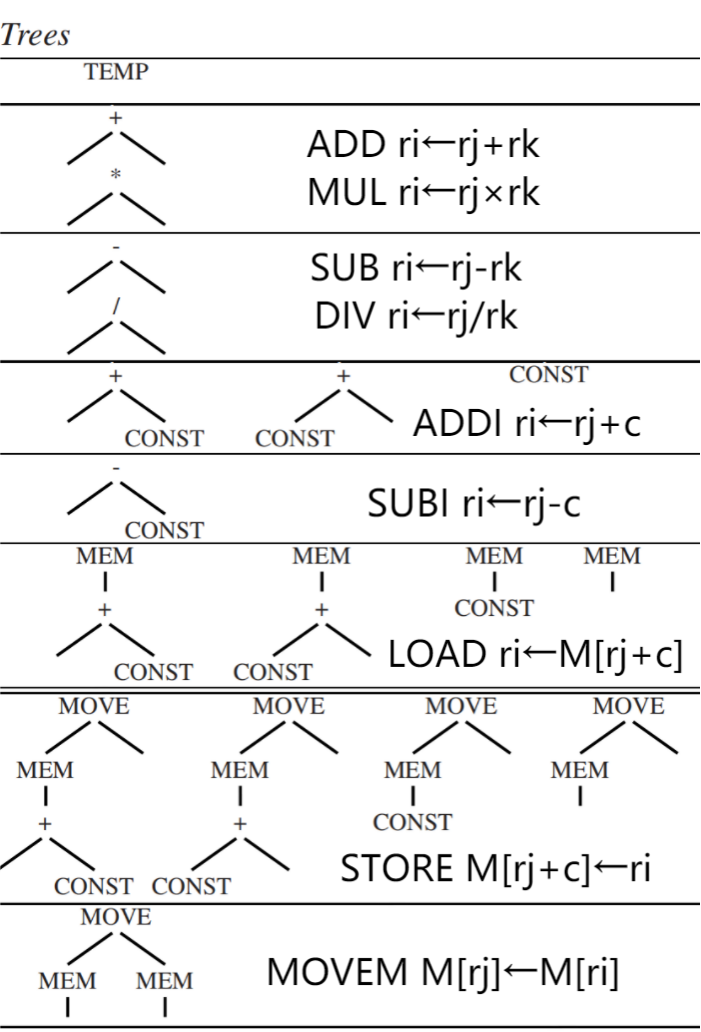 Trees
TEMP
+
ADD ri←rj+rk
*
MUL ri←rj×rk
-
SUB ri←rj-rk
/
DIV ri←rj/rk
+ + CONST
CONST CONST ADDI ri←rj+c
-
SUBI ri←rj-c
CONST
MEM MEM MEM MEM
+ + CONST
CONST CONST LOAD ri←M[rj+c]
MOVE MOVE MOVE MOVE
MEM MEM MEM MEM
+ + CONST
CONST CONST STORE M[rj+c]←ri
MOVE
MEM MEM MOVEM M[rj]←M[ri]